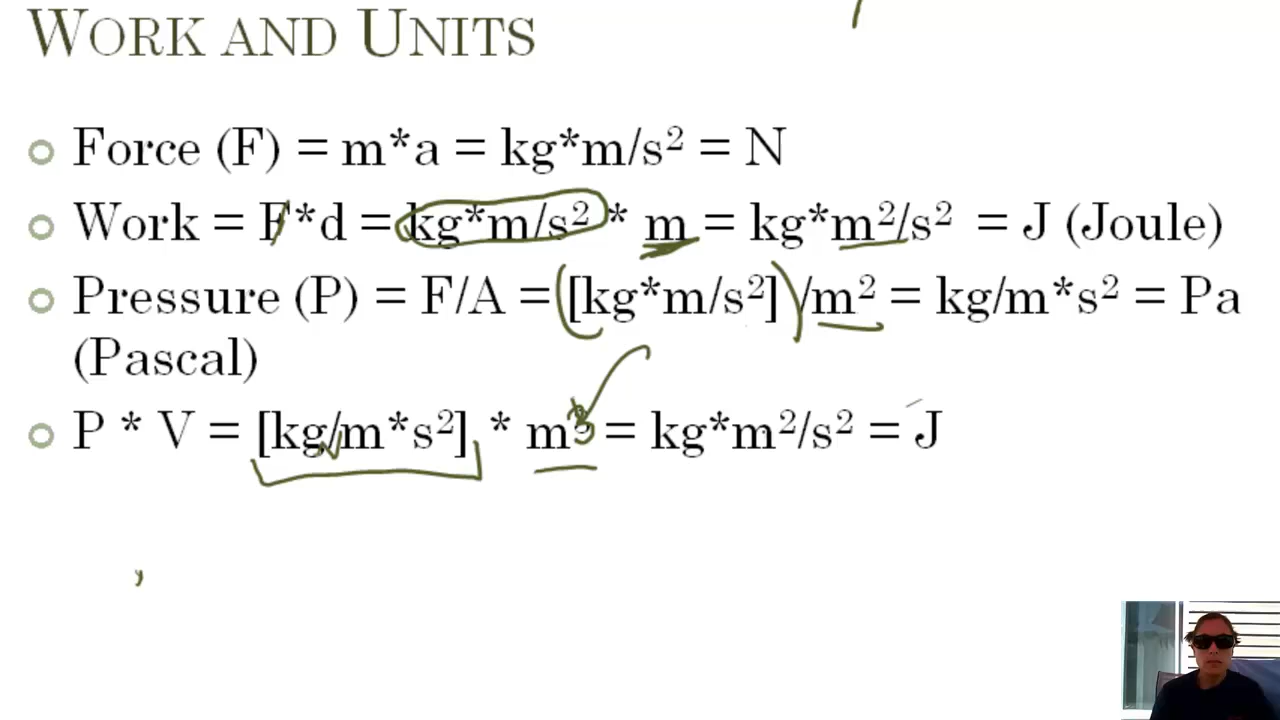 WORK AND UNITS
Force (F) = m*a = kg*m/s² = N
Work = F*d = kg*m/s² * m = kg*m²/s² = J (Joule)
Pressure (P) = F/A = [kg*m/s²]/m² = kg/m*s² = Pa
(Pascal)
P * V = [kg/m*s²] * m³ = kg*m²/s² = J